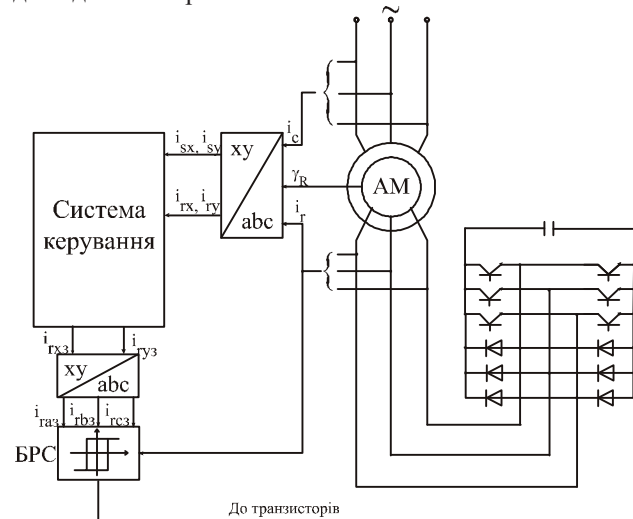 ~
i_c
i_sx, i_sy
xy
γ_R
АМ
Система
керування
i_rx, i_ry
abc
i_r
i_rxз
i_ryз
xy
abc
i_raз
i_rbз
i_rcз
БРС
До транзисторів